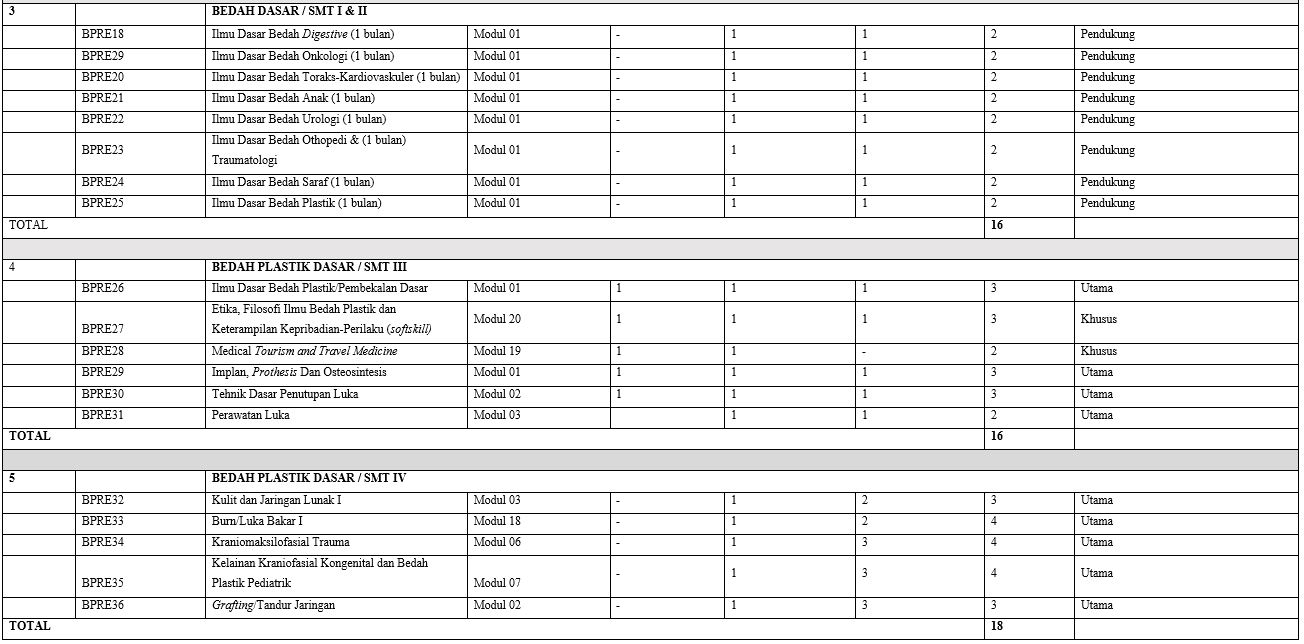 3 BEDAH DASAR / SMT I & II
BPRE18 Ilmu Dasar Bedah Digestive (1 bulan) Modul 01 - 1 1 2 Pendukung
BPRE29 Ilmu Dasar Bedah Onkologi (1 bulan) Modul 01 - 1 1 2 Pendukung
BPRE20 Ilmu Dasar Bedah Toraks-Kardiovaskuler (1 bulan) Modul 01 - 1 1 2 Pendukung
BPRE21 Ilmu Dasar Bedah Anak (1 bulan) Modul 01 - 1 1 2 Pendukung
BPRE22 Ilmu Dasar Bedah Urologi (1 bulan) Modul 01 - 1 1 2 Pendukung
BPRE23 Ilmu Dasar Bedah Othopedi & (1 bulan)
Traumatologi Modul 01 - 1 1 2 Pendukung
BPRE24 Ilmu Dasar Bedah Saraf (1 bulan) Modul 01 - 1 1 2 Pendukung
BPRE25 Ilmu Dasar Bedah Plastik (1 bulan) Modul 01 - 1 1 2 Pendukung
TOTAL 16
4 BEDAH PLASTIK DASAR / SMT III
BPRE26 Ilmu Dasar Bedah Plastik/Pembekalan Dasar Modul 01 1 1 1 3 Utama
BPRE27 Etika, Filosofi Ilmu Bedah Plastik dan
Keterampilan Kepribadian-Perilaku (softskill) Modul 20 1 1 1 3 Khusus
BPRE28 Medical Tourism and Travel Medicine Modul 19 1 1 - 2 Khusus
BPRE29 Implan, Prothesis Dan Osteosintesis Modul 01 1 1 1 3 Utama
BPRE30 Tehnik Dasar Penutupan Luka Modul 02 1 1 1 3 Utama
BPRE31 Perawatan Luka Modul 03 1 1 2 Utama
TOTAL 16
5 BEDAH PLASTIK DASAR / SMT IV
BPRE32 Kulit dan Jaringan Lunak I Modul 03 - 1 2 3 Utama
BPRE33 Burn/Luka Bakar I Modul 18 - 1 2 4 Utama
BPRE34 Kraniomaksilofasial Trauma Modul 06 - 1 3 4 Utama
BPRE35 Kelainan Kraniofasial Kongenital dan Bedah
Plastik Pediatrik Modul 07 - 1 3 4 Utama
BPRE36 Grafting/Tandur Jaringan Modul 02 - 1 3 3 Utama
TOTAL 18